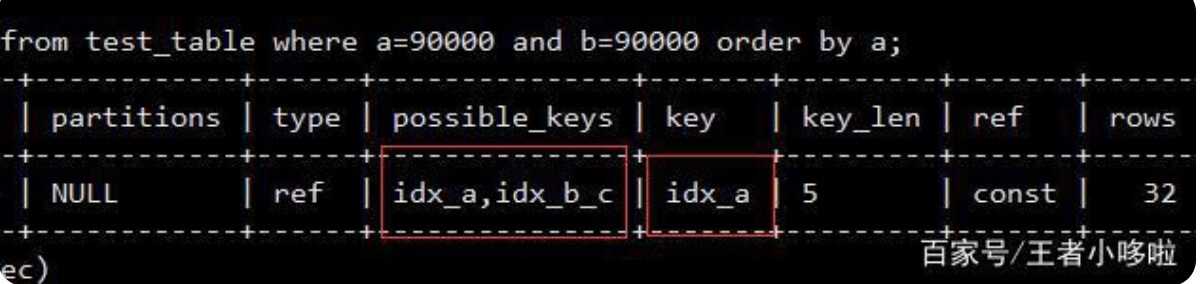 from test_table where a=90000 and b=90000 order by a;
-+------------+------+---------------+-------+---------+-------+------
| partitions | type | possible_keys | key | key_len | ref | rows
-+------------+------+---------------+-------+---------+-------+------
| NULL | ref | idx_a,idx_b_c | idx_a | 5 | const | 32
-+------------+------+---------------+-------+---------+-------+------
ec)
百家号/王者小哆啦